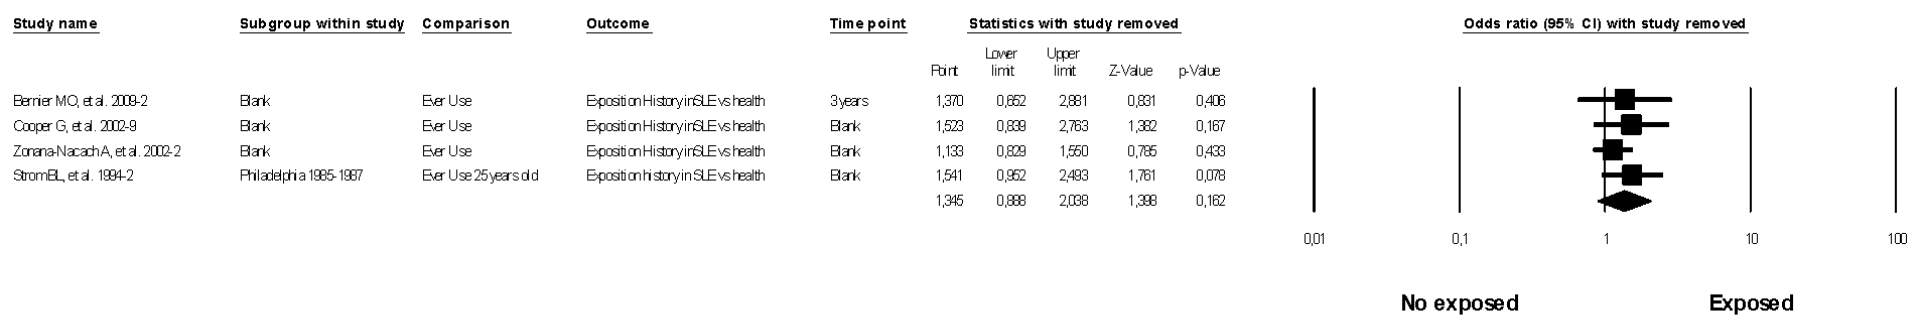 Study name Subgroup within study Comparison Outcome Time point Statistics with study removed Odds ratio (95% CI) with study removed
Lower Upper
Point limit limit Z-Value p-Value
Bernier MO, et al. 2009-2 Blank Ever Use Exposition History in SLE vs health 3 years 1,370 0,652 2,881 0,831 0,406
Cooper G, et al. 2002-9 Blank Ever Use Exposition History in SLE vs health Blank 1,523 0,839 2,763 1,382 0,167
Zonana-Nacach A, et al. 2002-2 Blank Ever Use Exposition History in SLE vs health Blank 1,133 0,829 1,550 0,785 0,433
Strom BL, et al. 1994-2 Philadelphia 1985-1987 Ever Use 25 years old Exposition history in SLE vs health Blank 1,541 0,952 2,493 1,761 0,078
1,345 0,888 2,038 1,398 0,162
0,01 0,1 1 10 100
No exposed Exposed